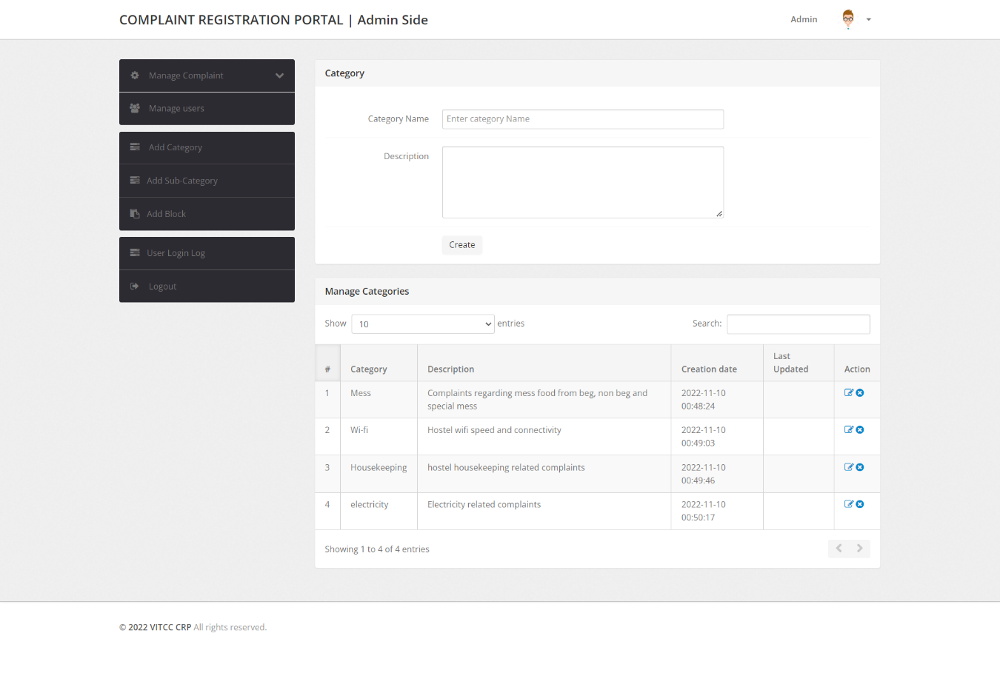 COMPLAINT REGISTRATION PORTAL | Admin Side
Admin
Manage Complaint
Manage users
Add Category
Add Sub-Category
Add Block
User Login Log
Logout
Category
Category Name
Enter category Name
Description
Create
Manage Categories
Show 10 entries
Search:
# Category Description Creation date Last Updated Action
1 Mess Complaints regarding mess food from beg, non beg and special mess 2022-11-10 00:48:24
2 Wi-fi Hostel wifi speed and connectivity 2022-11-10 00:49:03
3 Housekeeping hostel housekeeping related complaints 2022-11-10 00:49:46
4 electricity Electricity related complaints 2022-11-10 00:50:17
Showing 1 to 4 of 4 entries
© 2022 VITCC CRP All rights reserved.